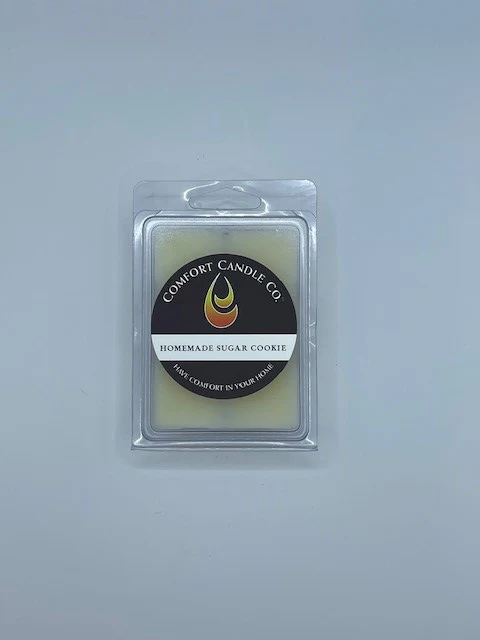 COMFORT CANDLE CO.
HOMEMADE SUGAR COOKIE
HAVE COMFORT IN YOUR HOME